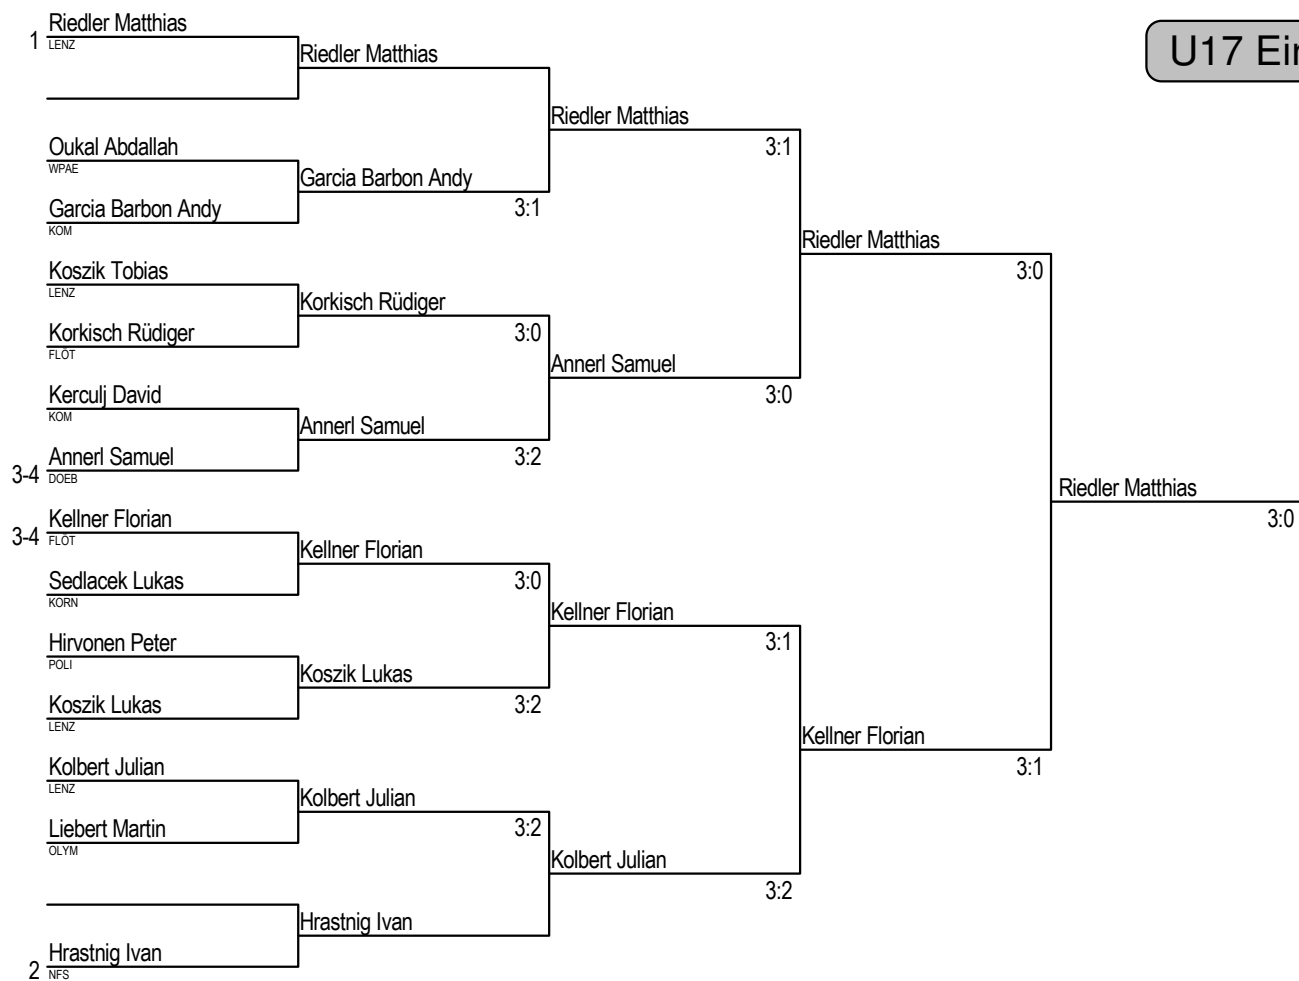 Riedler Matthias
1 LENZ
Riedler Matthias
U17 Ein
Riedler Matthias
3:1
Oukal Abdallah
WPAE
Garcia Barbon Andy
3:1
Garcia Barbon Andy
KOM
Riedler Matthias
3:0
Koszik Tobias
LENZ
Korkisch Rüdiger
3:0
Korkisch Rüdiger
FLÖT
Annerl Samuel
3:0
Kerculj David
KOM
Annerl Samuel
3:2
Annerl Samuel
3-4 DOEB
Riedler Matthias
3:0
Kellner Florian
3-4 FLÖT
Kellner Florian
3:0
Sedlacek Lukas
KORN
Kellner Florian
3:1
Hirvonen Peter
POLI
Koszik Lukas
3:2
Koszik Lukas
LENZ
Kellner Florian
3:1
Kolbert Julian
LENZ
Kolbert Julian
3:2
Liebert Martin
OLYM
Kolbert Julian
3:2
Hrastnig Ivan
Hrastnig Ivan
2 NFS